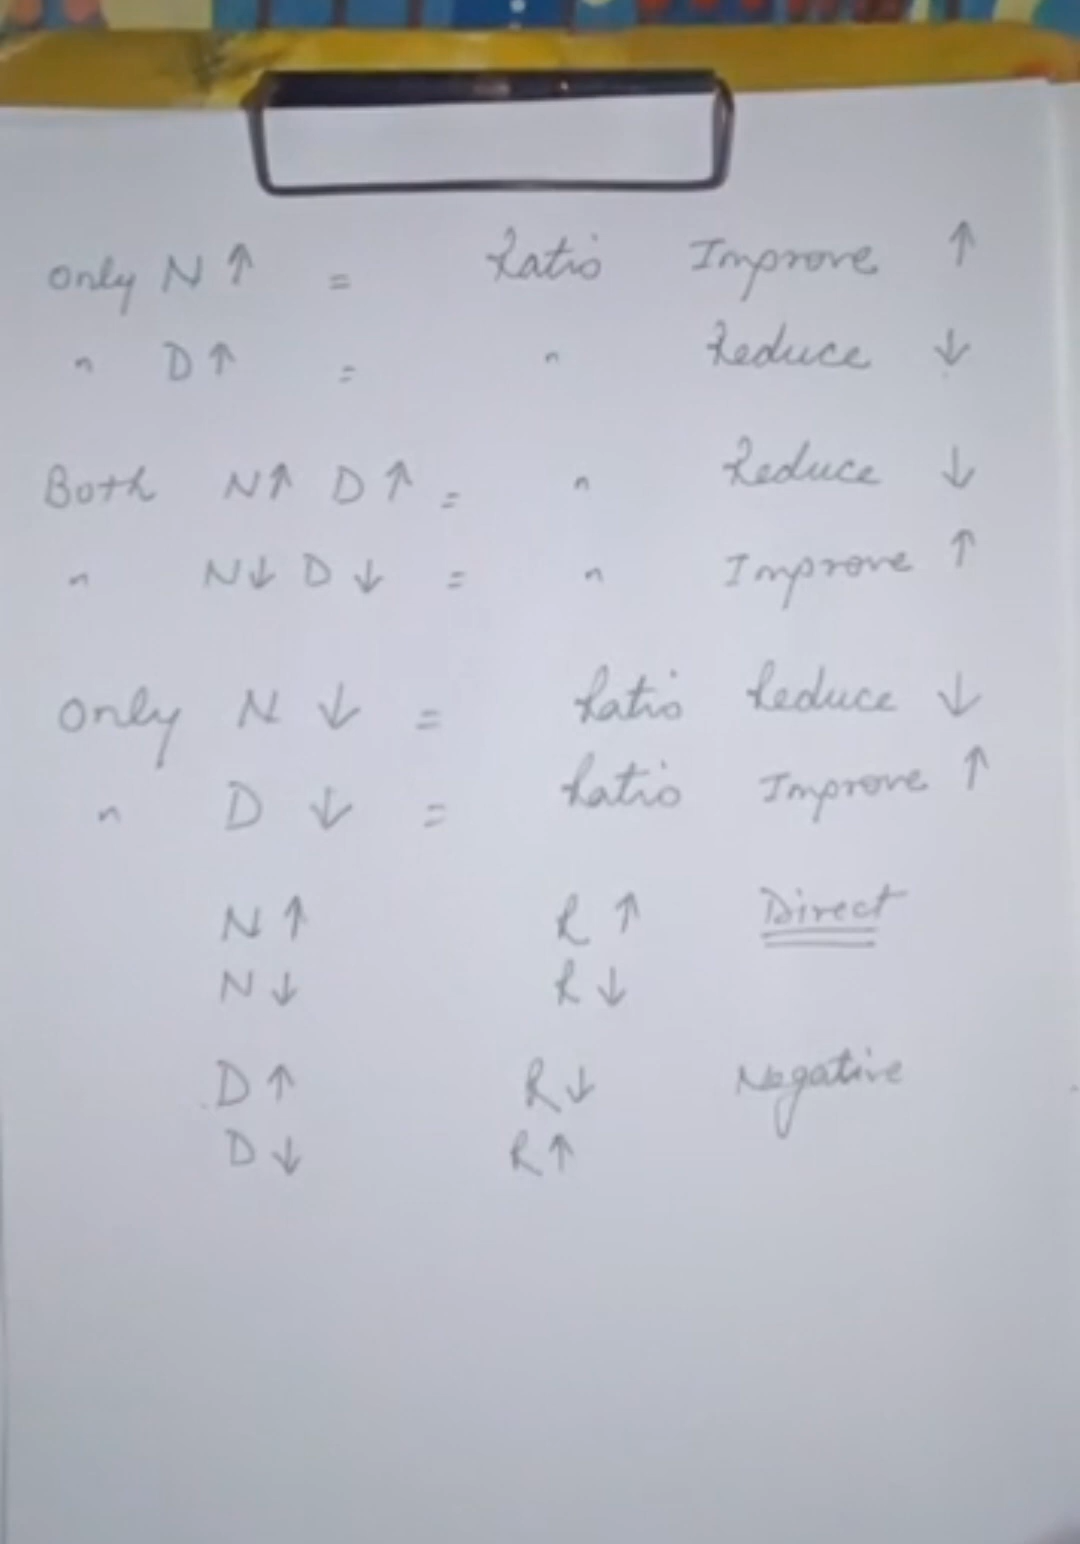 Only N ↑ = Ratio Improve ↑
" D ↑ = " Reduce ↓
Both N↑ D ↑ = " Reduce ↓
" N↓ D ↓ = " Improve ↑
Only N ↓ = Ratio Reduce ↓
" D ↓ = Ratio Improve ↑
N ↑ R ↑ Direct
N ↓ R ↓
D ↑ R ↓ Negative
D ↓ R ↑